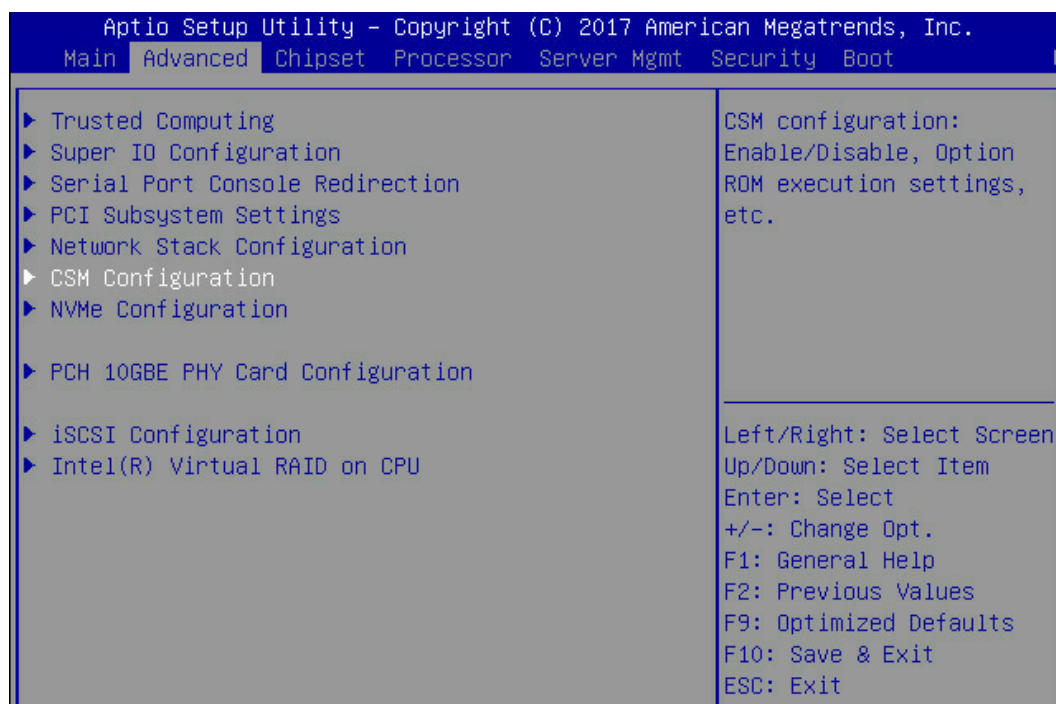 Aptio Setup Utility – Copyright (C) 2017 American Megatrends, Inc.
Main Advanced Chipset Processor Server Mgmt Security Boot
Trusted Computing
Super IO Configuration
Serial Port Console Redirection
PCI Subsystem Settings
Network Stack Configuration
CSM Configuration
NVMe Configuration
PCH 10GBE PHY Card Configuration
iSCSI Configuration
Intel(R) Virtual RAID on CPU
CSM configuration:
Enable/Disable, Option
ROM execution settings,
etc.
Left/Right: Select Screen
Up/Down: Select Item
Enter: Select
+/-: Change Opt.
F1: General Help
F2: Previous Values
F9: Optimized Defaults
F10: Save & Exit
ESC: Exit